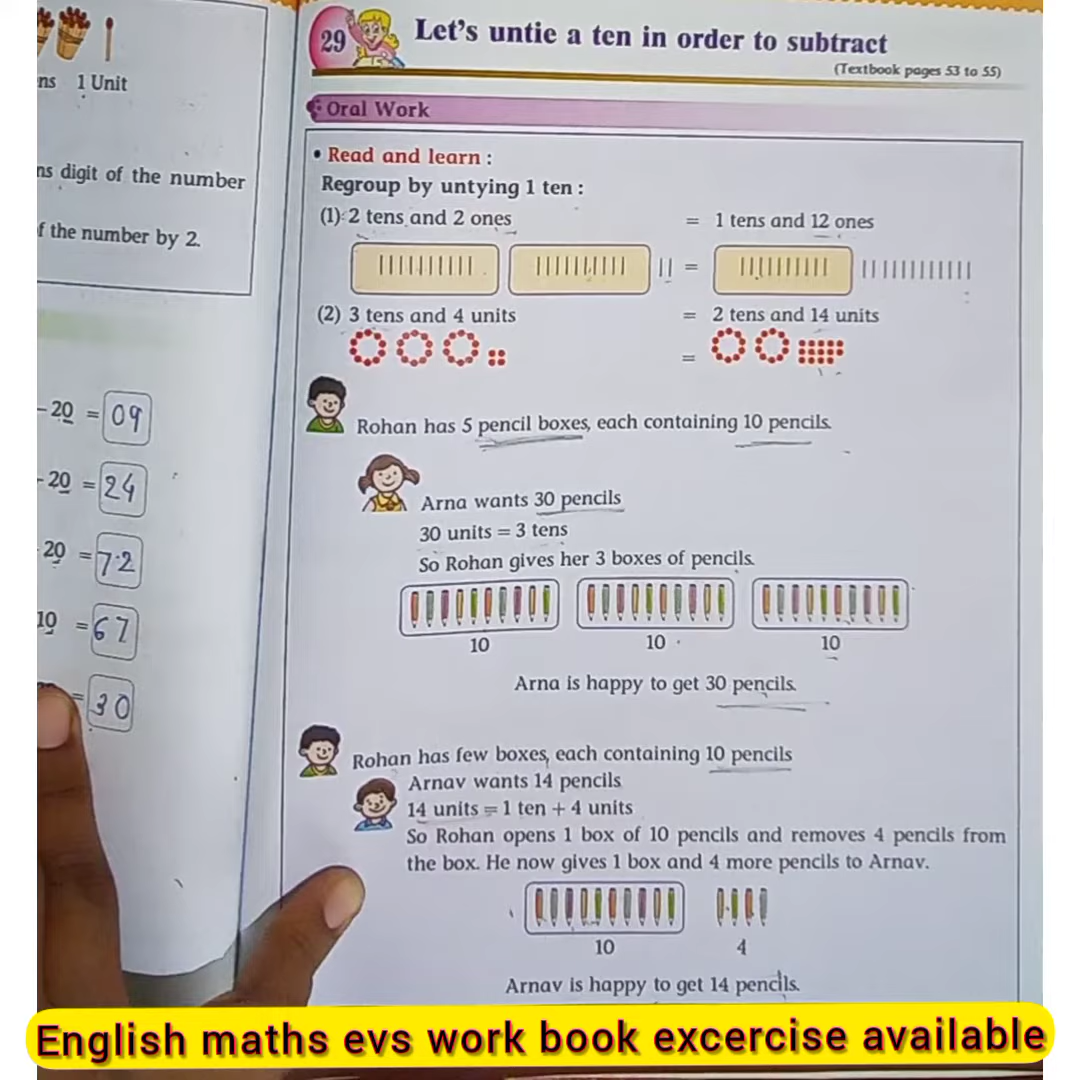 ns 1 Unit
ns digit of the number
f the number by 2.
- 20 = 09
- 20 = 24
20 = 72
10 = 67
= 30
29 Let's untie a ten in order to subtract
(Textbook pages 53 to 55)
Oral Work
• Read and learn :
Regroup by untying 1 ten :
(1) 2 tens and 2 ones = 1 tens and 12 ones
=
(2) 3 tens and 4 units = 2 tens and 14 units
=
Rohan has 5 pencil boxes, each containing 10 pencils.
Arna wants 30 pencils
30 units = 3 tens
So Rohan gives her 3 boxes of pencils.
10 10 10
Arna is happy to get 30 pencils.
Rohan has few boxes, each containing 10 pencils
Arnav wants 14 pencils
14 units = 1 ten + 4 units
So Rohan opens 1 box of 10 pencils and removes 4 pencils from
the box. He now gives 1 box and 4 more pencils to Arnav.
10 4
Arnav is happy to get 14 pencils.
English maths evs work book excercise available